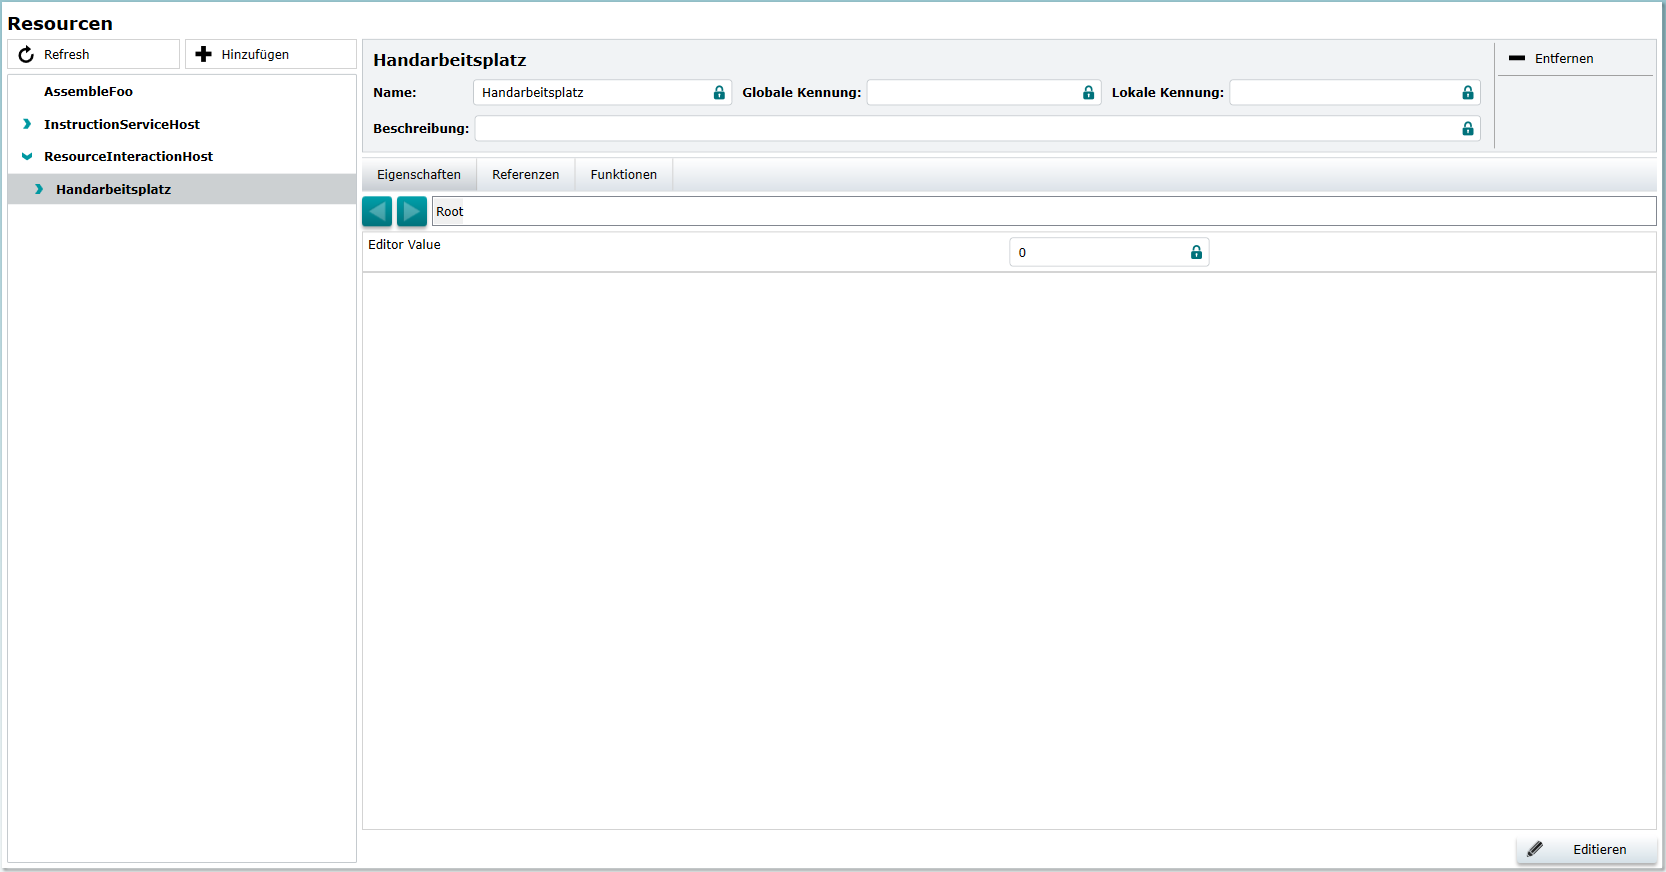 Resourcen
Refresh
Hinzufügen
AssembleFoo
InstructionServiceHost
ResourceInteractionHost
Handarbeitsplatz
Handarbeitsplatz
Name: Handarbeitsplatz Globale Kennung: Lokale Kennung:
Beschreibung:
Entfernen
Eigenschaften Referenzen Funktionen
Root
Editor Value 0
Editieren